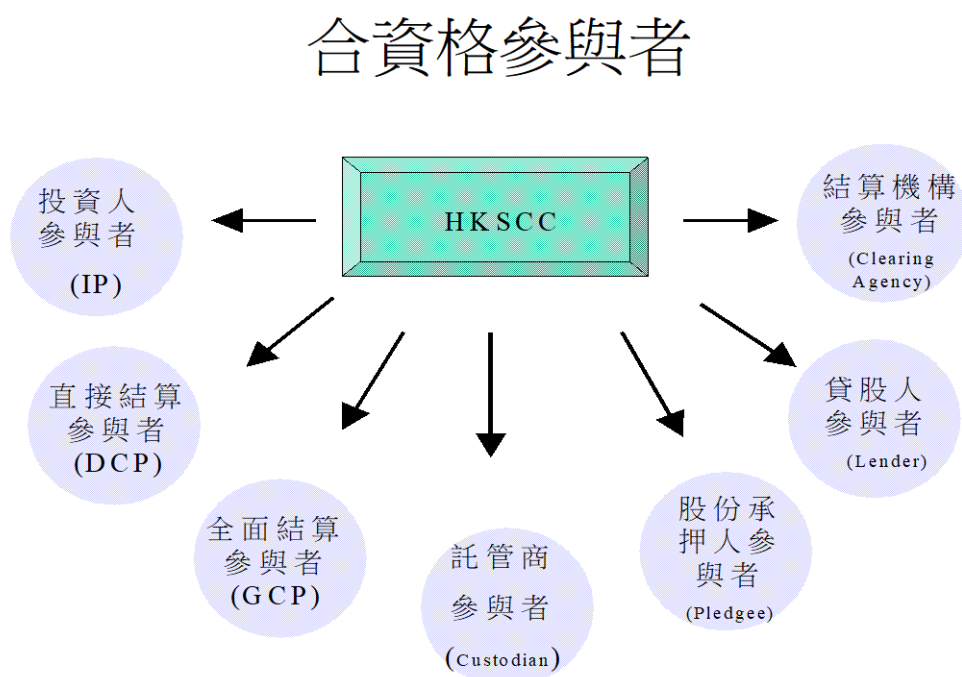 合資格參與者
HKSCC
投資人
參與者
(IP)
直接結算
參與者
(DCP)
全面結算
參與者
(GCP)
託管商
參與者
(Custodian)
股份承
押人參
與者
(Pledgee)
貸股人
參與者
(Lender)
結算機構
參與者
(Clearing
Agency)